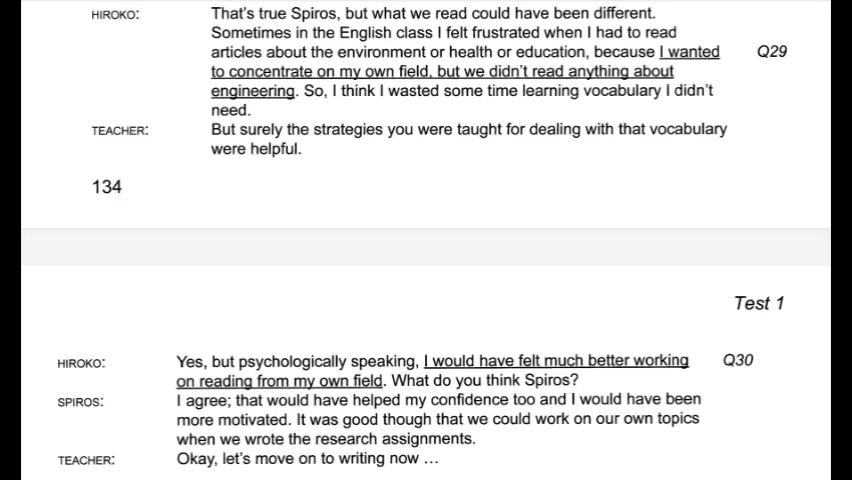 HIROKO: That's true Spiros, but what we read could have been different.
Sometimes in the English class I felt frustrated when I had to read
articles about the environment or health or education, because I wanted Q29
to concentrate on my own field, but we didn't read anything about
engineering. So, I think I wasted some time learning vocabulary I didn't
need.
TEACHER: But surely the strategies you were taught for dealing with that vocabulary
were helpful.
134
Test 1
HIROKO: Yes, but psychologically speaking, I would have felt much better working Q30
on reading from my own field. What do you think Spiros?
SPIROS: I agree; that would have helped my confidence too and I would have been
more motivated. It was good though that we could work on our own topics
when we wrote the research assignments.
TEACHER: Okay, let's move on to writing now …